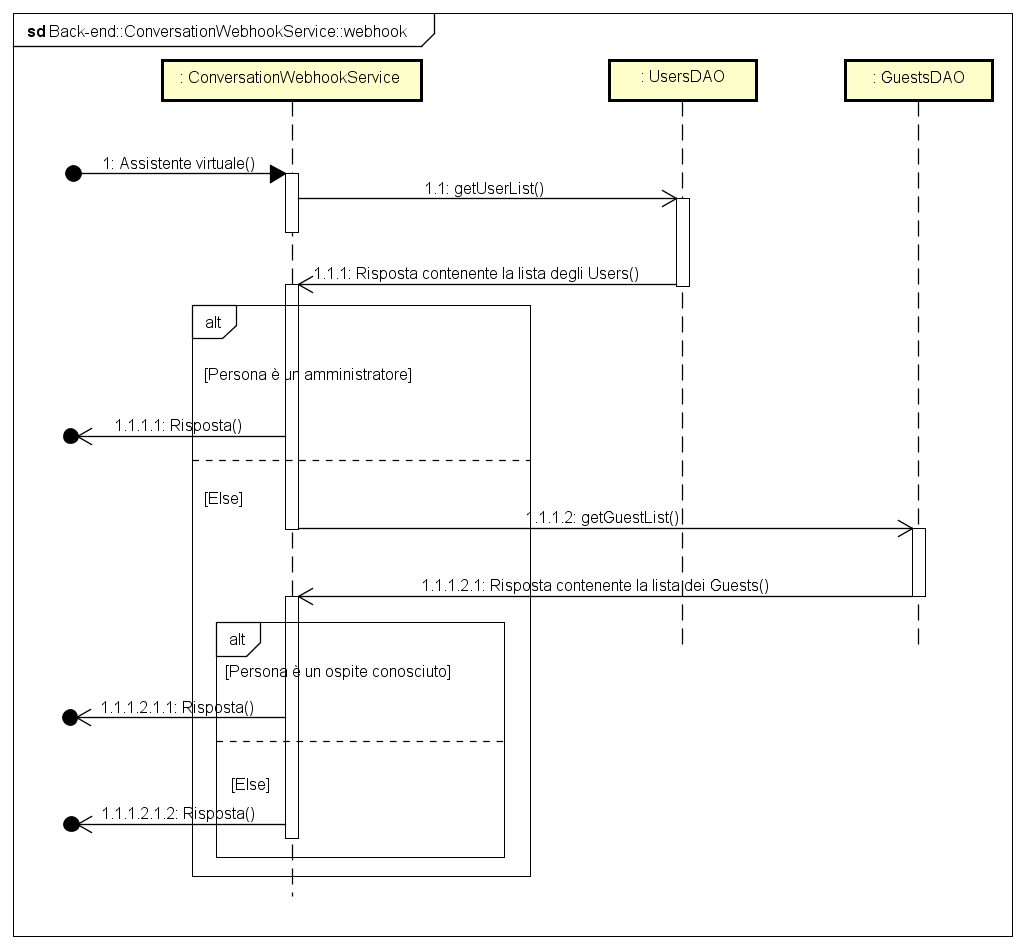 sd Back-end::ConversationWebhookService::webhook
: ConversationWebhookService
: UsersDAO
: GuestsDAO
1: Assistente virtuale()
1.1: getUserList()
1.1.1: Risposta contenente la lista degli Users()
alt
[Persona è un amministratore]
1.1.1.1: Risposta()
[Else]
1.1.1.2: getGuestList()
1.1.1.2.1: Risposta contenente la lista dei Guests()
alt
[Persona è un ospite conosciuto]
1.1.1.2.1.1: Risposta()
[Else]
1.1.1.2.1.2: Risposta()